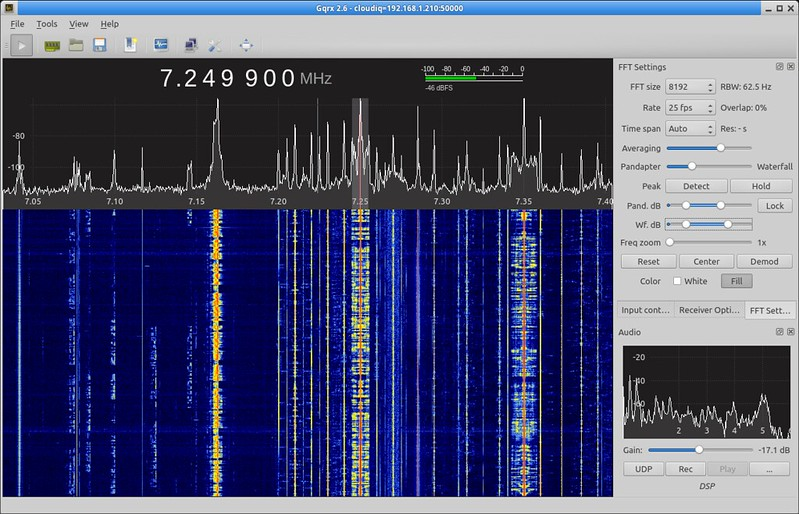 Gqrx 2.6 - cloudiq=192.168.1.210:50000
File Tools View Help
7.249 900 MHz
-100 -80 -60 -40 -20 0
-46 dBFS
-80
-100
7.05 7.10 7.15 7.20 7.25 7.30 7.35 7.40
FFT Settings
FFT size 8192 RBW: 62.5 Hz
Rate 25 fps Overlap: 0%
Time span Auto Res: - s
Averaging
Pandapter Waterfall
Peak Detect Hold
Pand. dB Lock
Wf. dB
Freq zoom 1x
Reset Center Demod
Color White Fill
Input cont... Receiver Opti... FFT Sett...
Audio
-20
2 3 4 5
Gain: -17.1 dB
UDP Rec Play ...
DSP